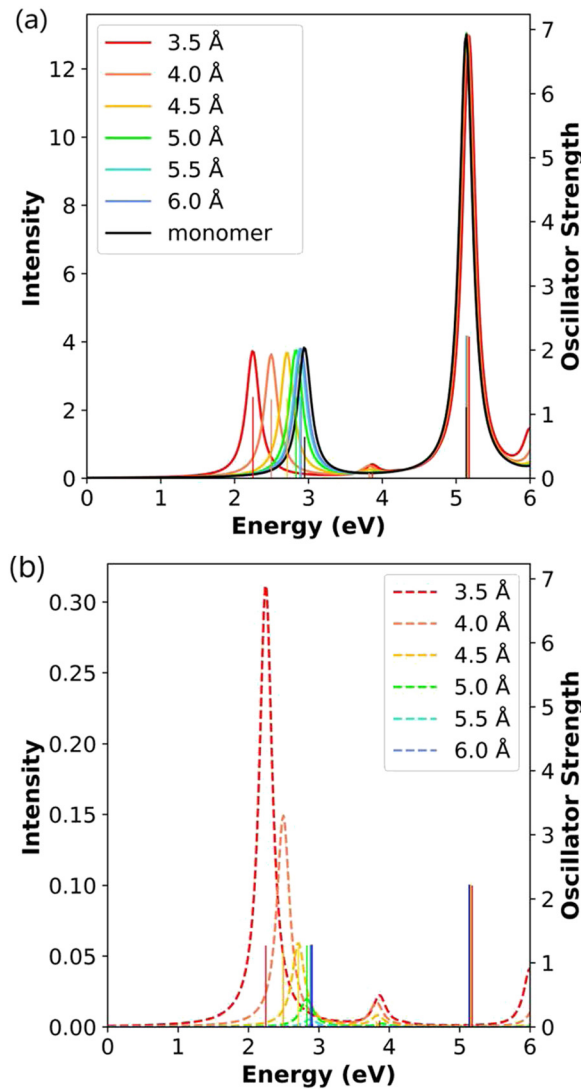 (a)
3.5 Å
4.0 Å
4.5 Å
5.0 Å
5.5 Å
6.0 Å
monomer
Intensity
Oscillator Strength
12
10
8
6
4
2
0
7
6
5
4
3
2
1
0
0 1 2 3 4 5 6
Energy (eV)
(b)
3.5 Å
4.0 Å
4.5 Å
5.0 Å
5.5 Å
6.0 Å
Intensity
Oscillator Strength
0.30
0.25
0.20
0.15
0.10
0.05
0.00
7
6
5
4
3
2
1
0
0 1 2 3 4 5 6
Energy (eV)